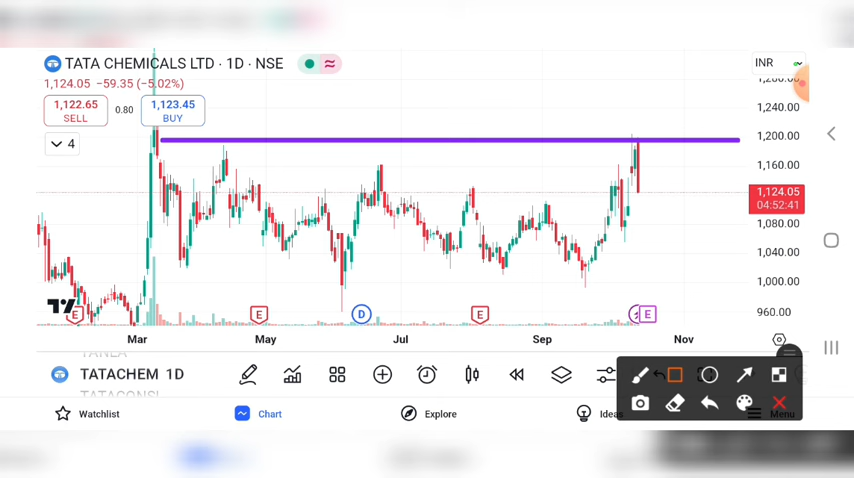 TATA CHEMICALS LTD · 1D · NSE
INR
1,124.05 −59.35 (−5.02%)
1,122.65
SELL
0.80
1,123.45
BUY
4
1,280.00
1,240.00
1,200.00
1,160.00
1,124.05
04:52:41
1,080.00
1,040.00
1,000.00
960.00
E
E
D
E
E
Mar
May
Jul
Sep
Nov
TATACHEM 1D
Watchlist
Chart
Explore
Ideas
Menu